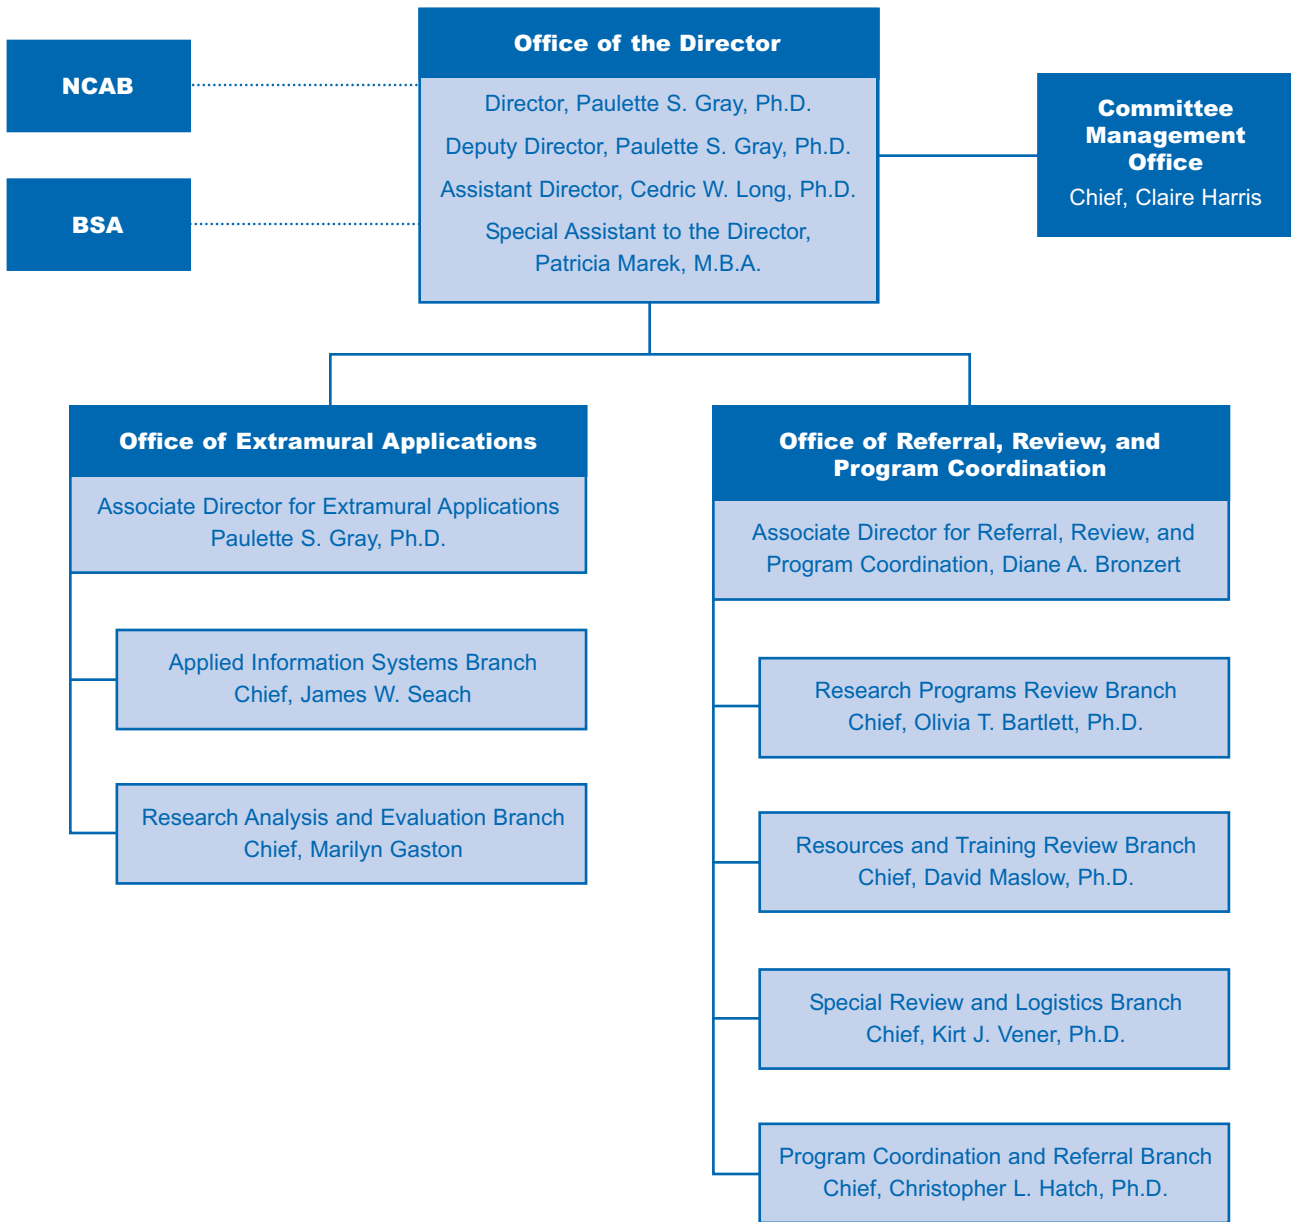 NCAB
BSA
Office of the Director
Director, Paulette S. Gray, Ph.D.
Deputy Director, Paulette S. Gray, Ph.D.
Assistant Director, Cedric W. Long, Ph.D.
Special Assistant to the Director,
Patricia Marek, M.B.A.
Committee
Management
Office
Chief, Claire Harris
Office of Extramural Applications
Associate Director for Extramural Applications
Paulette S. Gray, Ph.D.
Applied Information Systems Branch
Chief, James W. Seach
Research Analysis and Evaluation Branch
Chief, Marilyn Gaston
Office of Referral, Review, and
Program Coordination
Associate Director for Referral, Review, and
Program Coordination, Diane A. Bronzert
Research Programs Review Branch
Chief, Olivia T. Bartlett, Ph.D.
Resources and Training Review Branch
Chief, David Maslow, Ph.D.
Special Review and Logistics Branch
Chief, Kirt J. Vener, Ph.D.
Program Coordination and Referral Branch
Chief, Christopher L. Hatch, Ph.D.